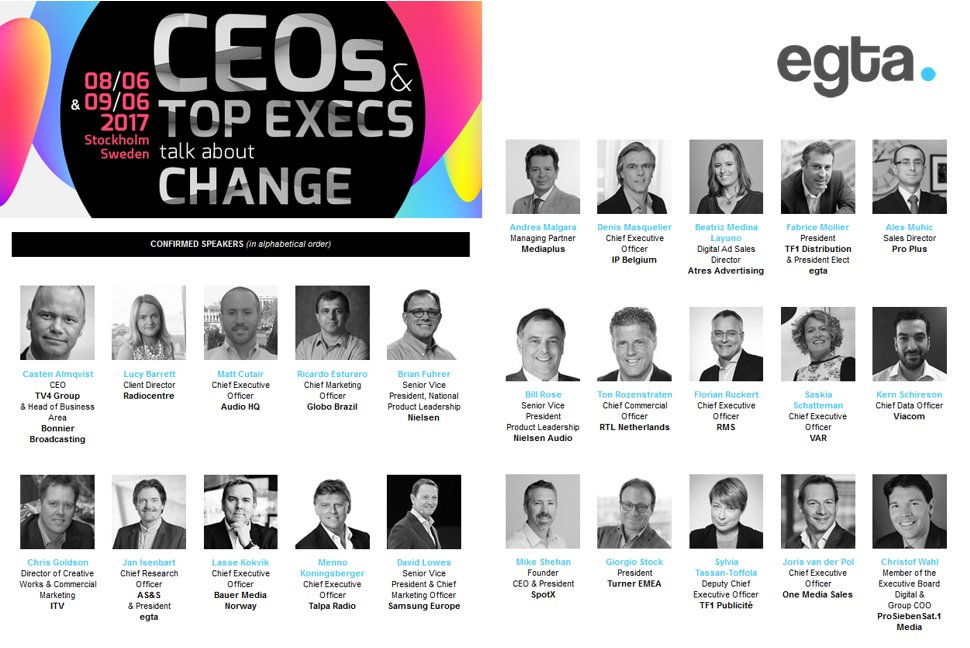 CEOs &
08/06
& 09/06
2017
Stockholm
Sweden
TOP EXECS
talk about
CHANGE
CONFIRMED SPEAKERS (in alphabetical order)
Casten Almqvist
CEO
TV4 Group
& Head of Business
Area
Bonnier
Broadcasting
Lucy Barrett
Client Director
Radiocentre
Matt Cutair
Chief Executive
Officer
Audio HQ
Ricardo Esturaro
Chief Marketing
Officer
Globo Brazil
Brian Fuhrer
Senior Vice
President, National
Product Leadership
Nielsen
Chris Goldson
Director of Creative
Works & Commercial
Marketing
ITV
Jan Isenbart
Chief Research
Officer
AS&S
& President
egta
Lasse Kokvik
Chief Executive
Officer
Bauer Media
Norway
Menno
Koningsberger
Chief Executive
Officer
Talpa Radio
David Lowes
Senior Vice
President & Chief
Marketing Officer
Samsung Europe
egta.
Andrea Malgara
Managing Partner
Mediaplus
Denis Masquelier
Chief Executive
Officer
IP Belgium
Beatriz Medina
Layuno
Digital Ad Sales
Director
Atres Advertising
Fabrice Mollier
President
TF1 Distribution
& President Elect
egta
Ales Muhic
Sales Director
Pro Plus
Bill Rose
Senior Vice
President
Product Leadership
Nielsen Audio
Ton Rozenstraten
Chief Commercial
Officer
RTL Netherlands
Florian Ruckert
Chief Executive
Officer
RMS
Saskia
Schatteman
Chief Executive
Officer
VAR
Kern Schireson
Chief Data Officer
Viacom
Mike Shehan
Founder
CEO & President
SpotX
Giorgio Stock
President
Turner EMEA
Sylvia
Tassan-Toffola
Deputy Chief
Executive Officer
TF1 Publicité
Joris van der Pol
Chief Executive
Officer
One Media Sales
Christof Wahl
Member of the
Executive Board
Digital &
Group COO
ProSiebenSat.1
Media